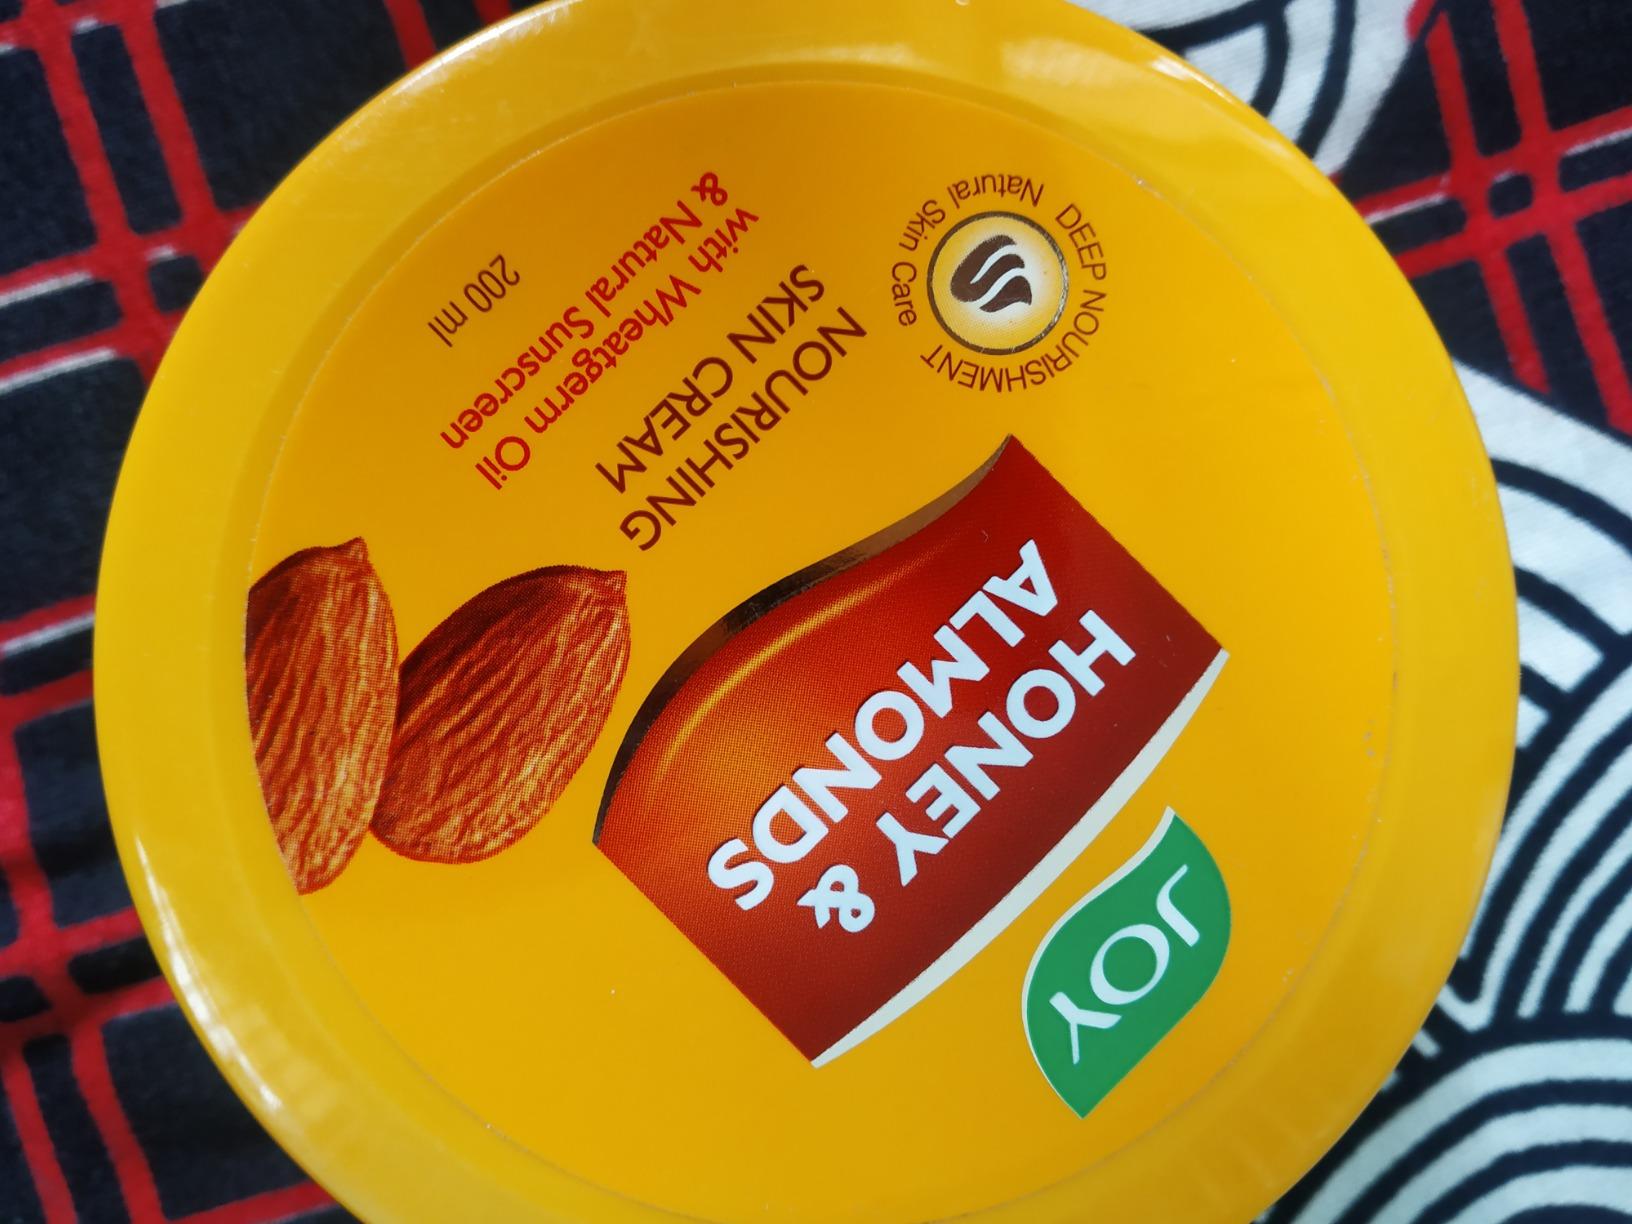 JOY
HONEY &
ALMONDS
DEEP NOURISHMENT
Natural Skin Care
NOURISHING
SKIN CREAM
with Wheatgerm Oil
& Natural Sunscreen
200 ml